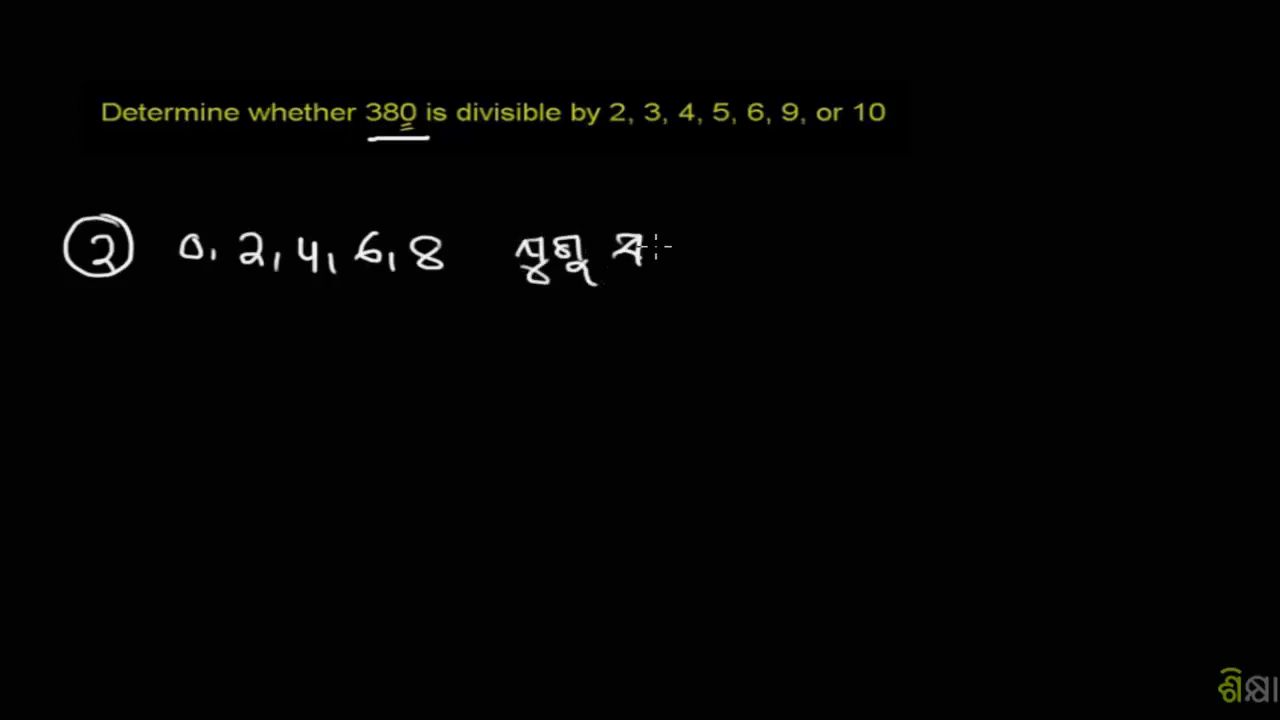 Determine whether 380 is divisible by 2, 3, 4, 5, 6, 9, or 10
2 0, 2, 4, 6, 8 ଯୁଗ୍ମ
ଶିକ୍ଷା